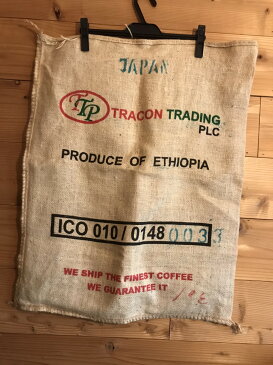 JAPAN
TTP TRACON TRADING
PLC
PRODUCE OF ETHIOPIA
ICO 010 / 0148 0033
WE SHIP THE FINEST COFFEE
WE GUARANTEE IT